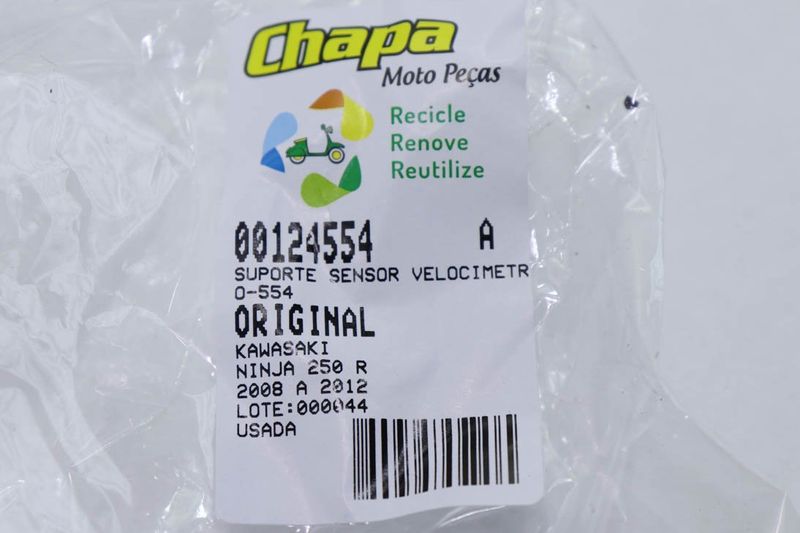 Chapa
Moto Peças
Recicle
Renove
Reutilize
00124554 A
SUPORTE SENSOR VELOCIMETR
O-554
ORIGINAL
KAWASAKI
NINJA 250 R
2008 A 2012
LOTE:000044
USADA